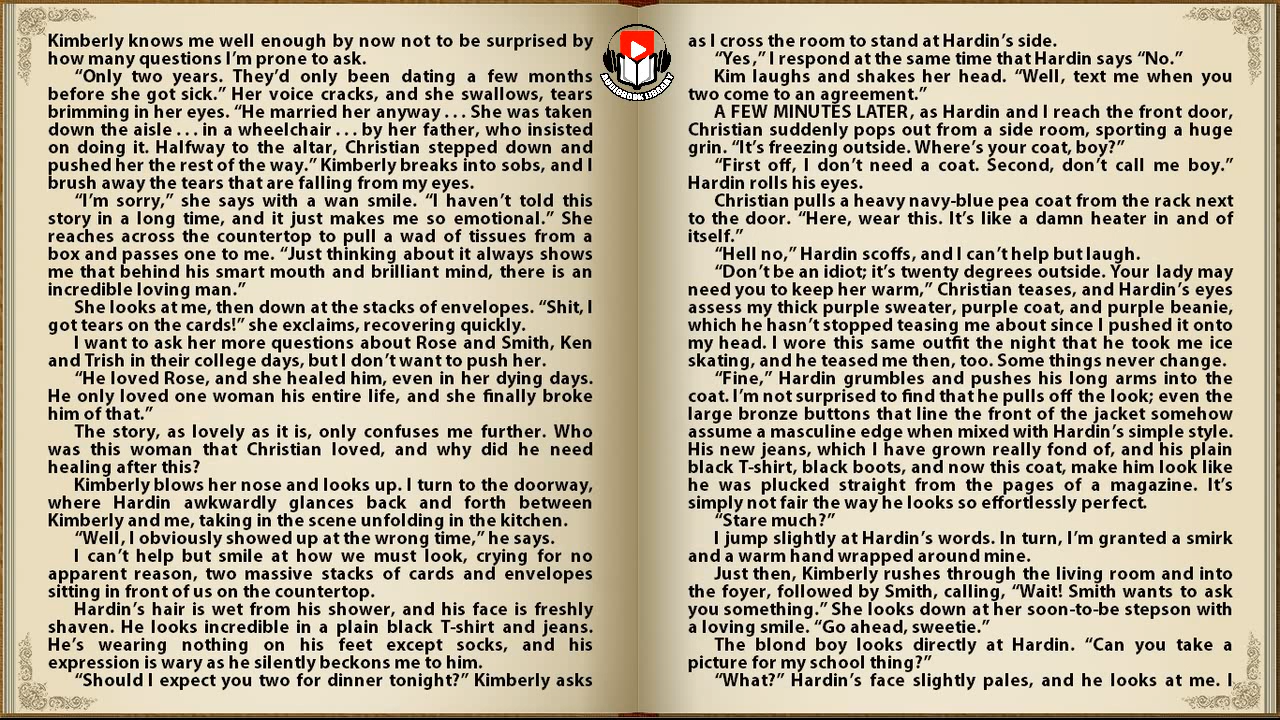 Kimberly knows me well enough by now not to be surprised by
how many questions I'm prone to ask.
"Only two years. They'd only been dating a few months
before she got sick." Her voice cracks, and she swallows, tears
brimming in her eyes. "He married her anyway . . . She was taken
down the aisle . . . in a wheelchair . . . by her father, who insisted
on doing it. Halfway to the altar, Christian stepped down and
pushed her the rest of the way." Kimberly breaks into sobs, and I
brush away the tears that are falling from my eyes.
"I'm sorry," she says with a wan smile. "I haven't told this
story in a long time, and it just makes me so emotional." She
reaches across the countertop to pull a wad of tissues from a
box and passes one to me. "Just thinking about it always shows
me that behind his smart mouth and brilliant mind, there is an
incredible loving man."
She looks at me, then down at the stacks of envelopes. "Shit, I
got tears on the cards!" she exclaims, recovering quickly.
I want to ask her more questions about Rose and Smith, Ken
and Trish in their college days, but I don't want to push her.
"He loved Rose, and she healed him, even in her dying days.
He only loved one woman his entire life, and she finally broke
him of that."
The story, as lovely as it is, only confuses me further. Who
was this woman that Christian loved, and why did he need
healing after this?
Kimberly blows her nose and looks up. I turn to the doorway,
where Hardin awkwardly glances back and forth between
Kimberly and me, taking in the scene unfolding in the kitchen.
"Well, I obviously showed up at the wrong time," he says.
I can't help but smile at how we must look, crying for no
apparent reason, two massive stacks of cards and envelopes
sitting in front of us on the countertop.
Hardin's hair is wet from his shower, and his face is freshly
shaven. He looks incredible in a plain black T-shirt and jeans.
He's wearing nothing on his feet except socks, and his
expression is wary as he silently beckons me to him.
"Should I expect you two for dinner tonight?" Kimberly asks
AUDIOBOOK LIBRARY
as I cross the room to stand at Hardin's side.
"Yes," I respond at the same time that Hardin says "No."
Kim laughs and shakes her head. "Well, text me when you
two come to an agreement."
A FEW MINUTES LATER, as Hardin and I reach the front door,
Christian suddenly pops out from a side room, sporting a huge
grin. "It's freezing outside. Where's your coat, boy?"
"First off, I don't need a coat. Second, don't call me boy."
Hardin rolls his eyes.
Christian pulls a heavy navy-blue pea coat from the rack next
to the door. "Here, wear this. It's like a damn heater in and of
itself."
"Hell no," Hardin scoffs, and I can't help but laugh.
"Don't be an idiot; it's twenty degrees outside. Your lady may
need you to keep her warm," Christian teases, and Hardin's eyes
assess my thick purple sweater, purple coat, and purple beanie,
which he hasn't stopped teasing me about since I pushed it onto
my head. I wore this same outfit the night that he took me ice
skating, and he teased me then, too. Some things never change.
"Fine," Hardin grumbles and pushes his long arms into the
coat. I'm not surprised to find that he pulls off the look; even the
large bronze buttons that line the front of the jacket somehow
assume a masculine edge when mixed with Hardin's simple style.
His new jeans, which I have grown really fond of, and his plain
black T-shirt, black boots, and now this coat, make him look like
he was plucked straight from the pages of a magazine. It's
simply not fair the way he looks so effortlessly perfect.
"Stare much?"
I jump slightly at Hardin's words. In turn, I'm granted a smirk
and a warm hand wrapped around mine.
Just then, Kimberly rushes through the living room and into
the foyer, followed by Smith, calling, "Wait! Smith wants to ask
you something." She looks down at her soon-to-be stepson with
a loving smile. "Go ahead, sweetie."
The blond boy looks directly at Hardin. "Can you take a
picture for my school thing?"
"What?" Hardin's face slightly pales, and he looks at me. I